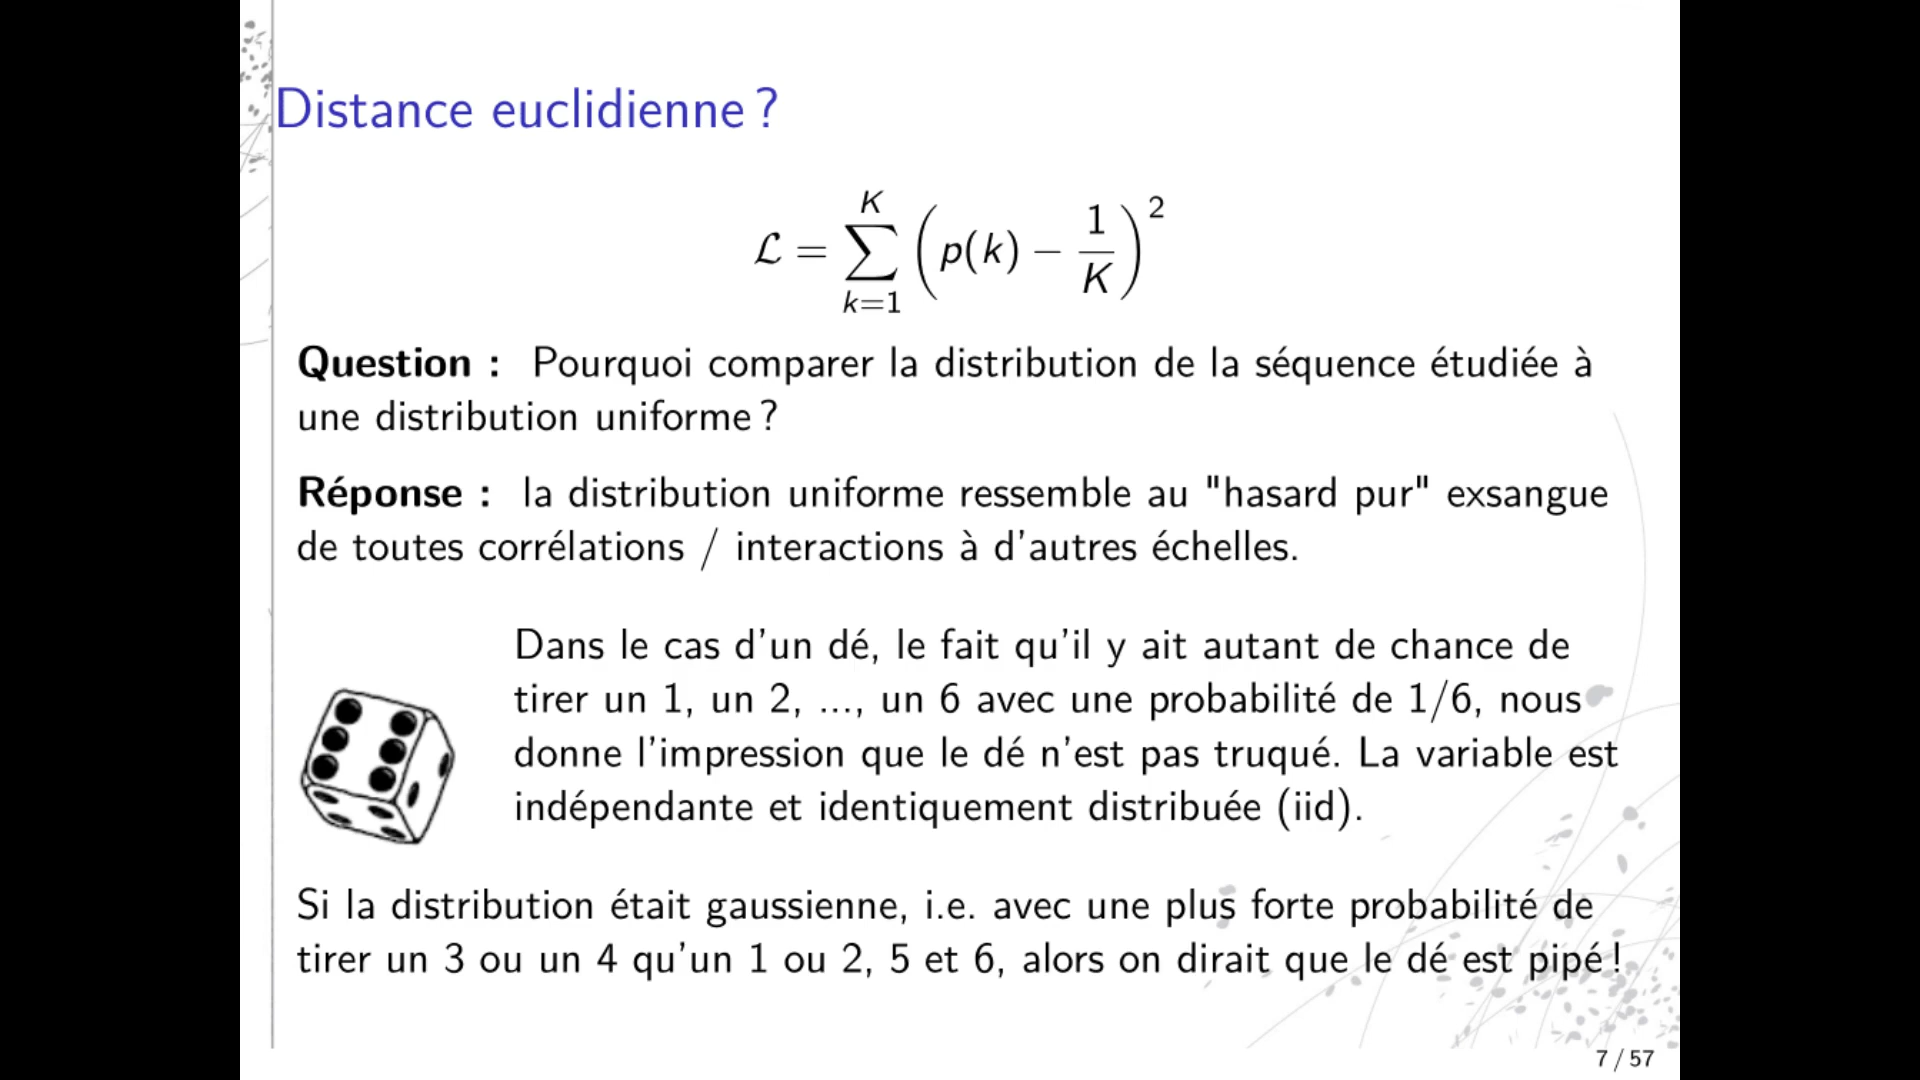 Distance euclidienne ?
$\mathcal{L} = \sum_{k=1}^{K} \left( p(k) - \frac{1}{K} \right)^2$
Question : Pourquoi comparer la distribution de la séquence étudiée à
une distribution uniforme ?
Réponse : la distribution uniforme ressemble au "hasard pur" exsangue
de toutes corrélations / interactions à d'autres échelles.
Dans le cas d'un dé, le fait qu'il y ait autant de chance de
tirer un 1, un 2, ..., un 6 avec une probabilité de 1/6, nous
donne l'impression que le dé n'est pas truqué. La variable est
indépendante et identiquement distribuée (iid).
Si la distribution était gaussienne, i.e. avec une plus forte probabilité de
tirer un 3 ou un 4 qu'un 1 ou 2, 5 et 6, alors on dirait que le dé est pipé !
7 / 57